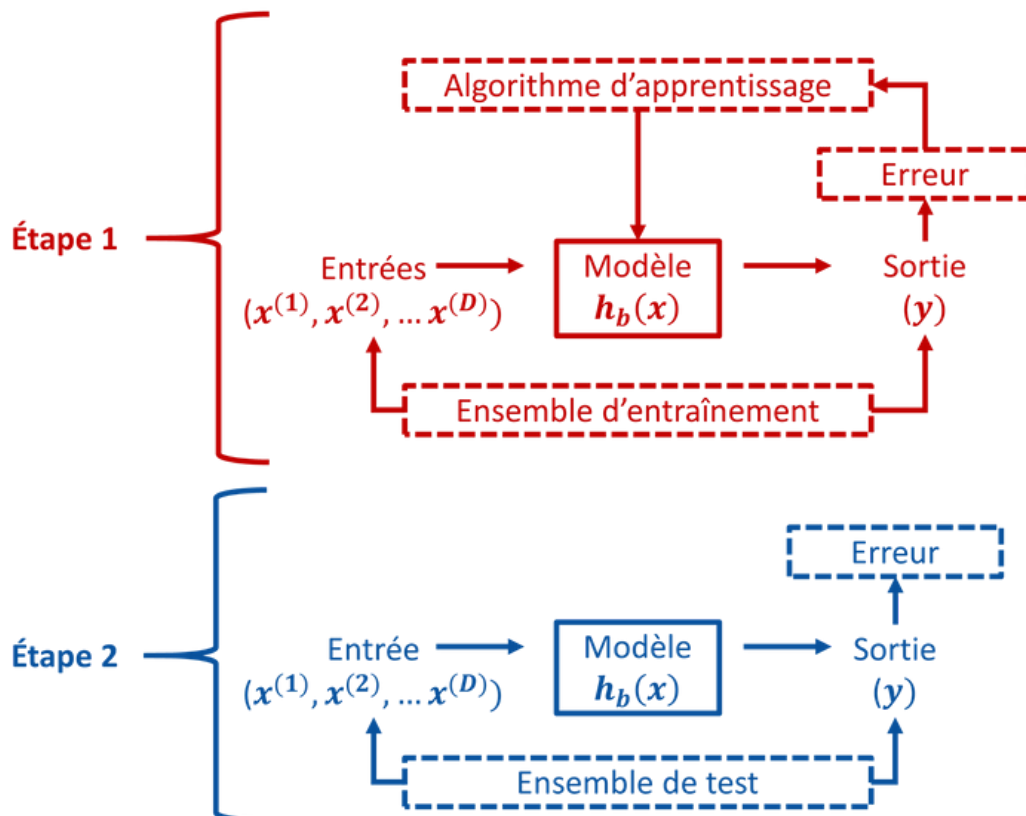 Algorithme d'apprentissage
Erreur
Étape 1
Entrées
(x^(1), x^(2), … x^(D))
Modèle
h_b(x)
Sortie
(y)
Ensemble d'entraînement
Erreur
Étape 2
Entrée
(x^(1), x^(2), … x^(D))
Modèle
h_b(x)
Sortie
(y)
Ensemble de test